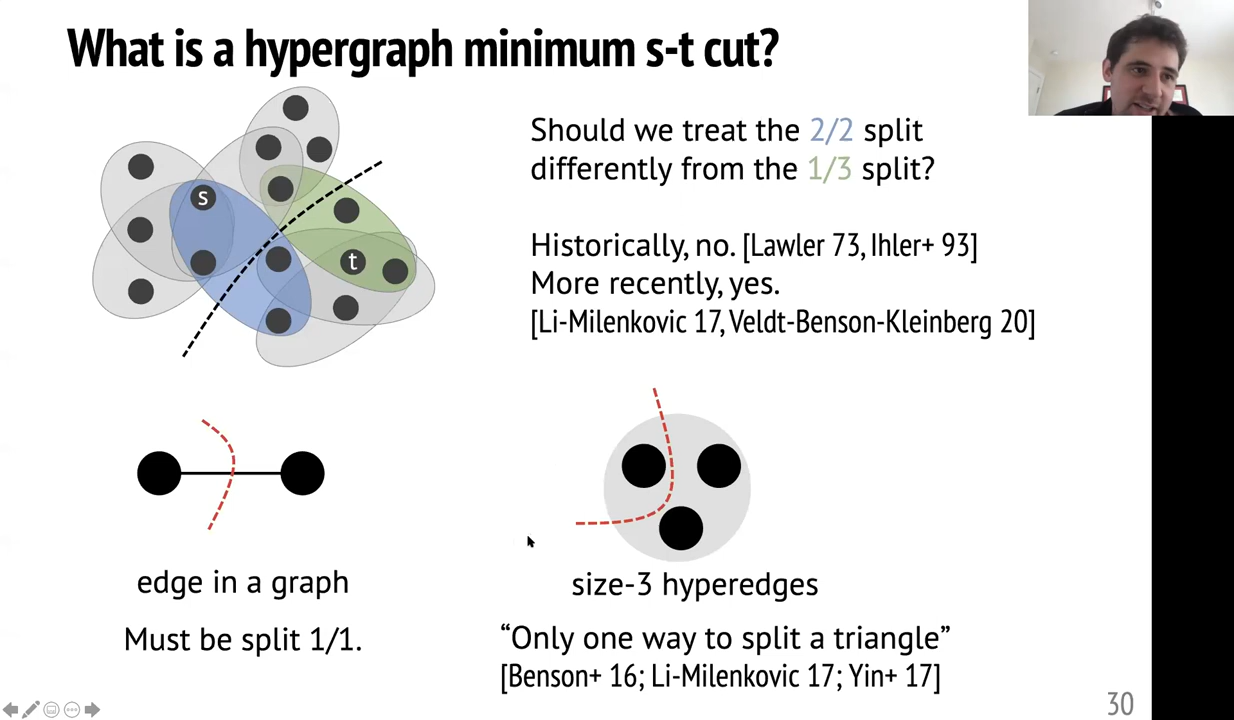 What is a hypergraph minimum s-t cut?
s
t
Should we treat the 2/2 split
differently from the 1/3 split?
Historically, no. [Lawler 73, Ihler+ 93]
More recently, yes.
[Li-Milenkovic 17, Veldt-Benson-Kleinberg 20]
edge in a graph
Must be split 1/1.
size-3 hyperedges
“Only one way to split a triangle”
[Benson+ 16; Li-Milenkovic 17; Yin+ 17]
30